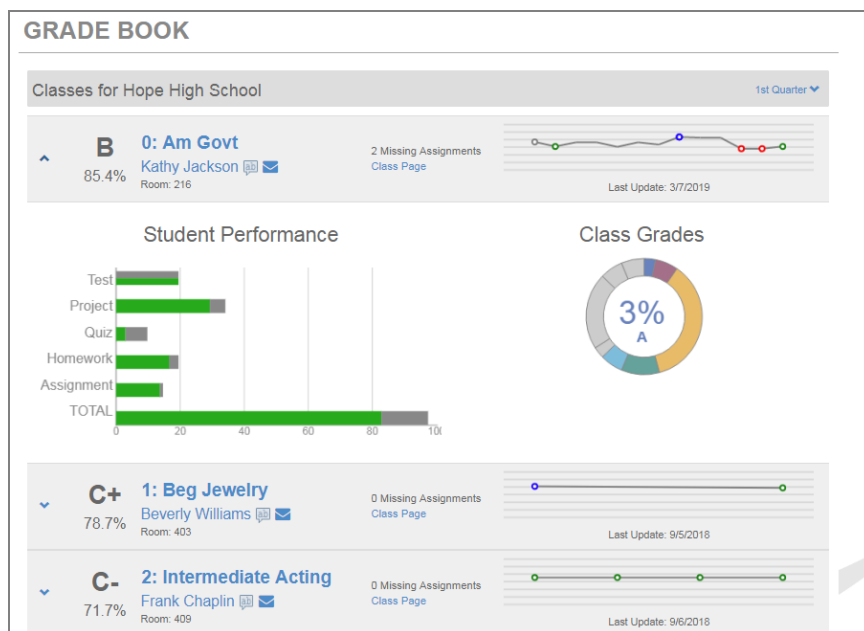 GRADE BOOK
Classes for Hope High School
1st Quarter
B
85.4%
0: Am Govt
Kathy Jackson
Room: 216
2 Missing Assignments
Class Page
Last Update: 3/7/2019
Student Performance
Test
Project
Quiz
Homework
Assignment
TOTAL
0 20 40 60 80 100
Class Grades
3%
A
C+
78.7%
1: Beg Jewelry
Beverly Williams
Room: 403
0 Missing Assignments
Class Page
Last Update: 9/5/2018
C-
71.7%
2: Intermediate Acting
Frank Chaplin
Room: 409
0 Missing Assignments
Class Page
Last Update: 9/6/2018